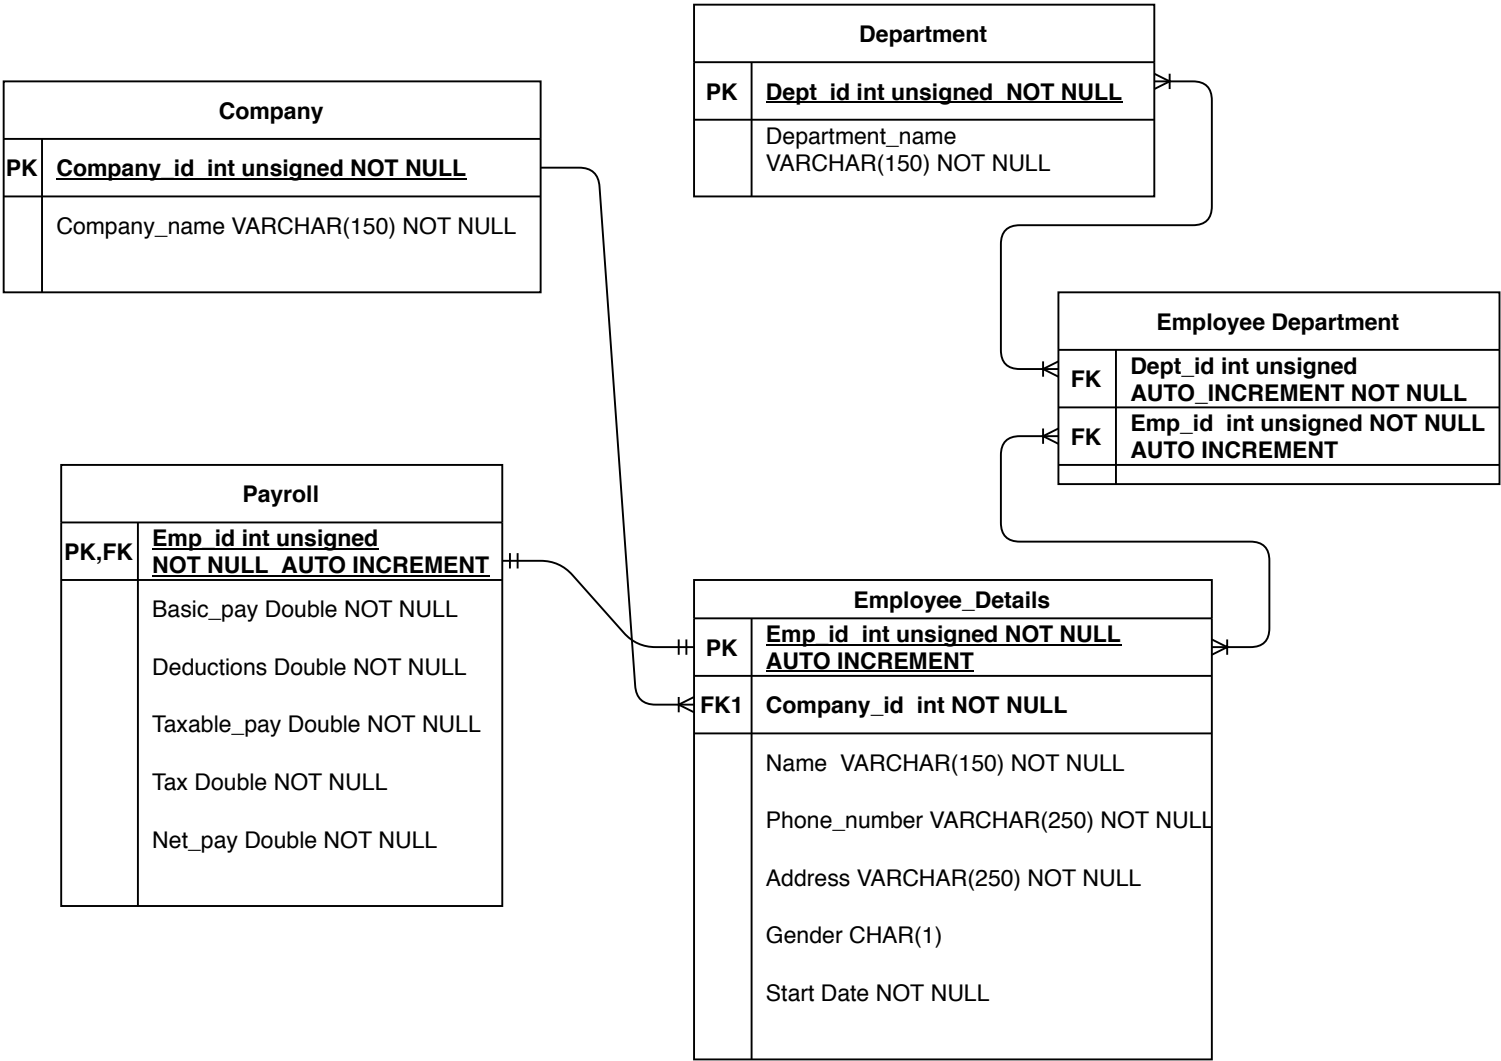 Department
PK
Dept_id int unsigned  NOT NULL
Department_name
VARCHAR(150) NOT NULL
Company
PK
Company_id  int unsigned NOT NULL
Company_name VARCHAR(150) NOT NULL
Employee Department
FK
Dept_id int unsigned
AUTO_INCREMENT NOT NULL
FK
Emp_id  int unsigned NOT NULL
AUTO INCREMENT
Payroll
PK,FK
Emp_id int unsigned
NOT NULL  AUTO INCREMENT
Basic_pay Double NOT NULL
Deductions Double NOT NULL
Taxable_pay Double NOT NULL
Tax Double NOT NULL
Net_pay Double NOT NULL
Employee_Details
PK
Emp_id  int unsigned NOT NULL
AUTO INCREMENT
FK1
Company_id  int NOT NULL
Name  VARCHAR(150) NOT NULL
Phone_number VARCHAR(250) NOT NULL
Address VARCHAR(250) NOT NULL
Gender CHAR(1)
Start Date NOT NULL